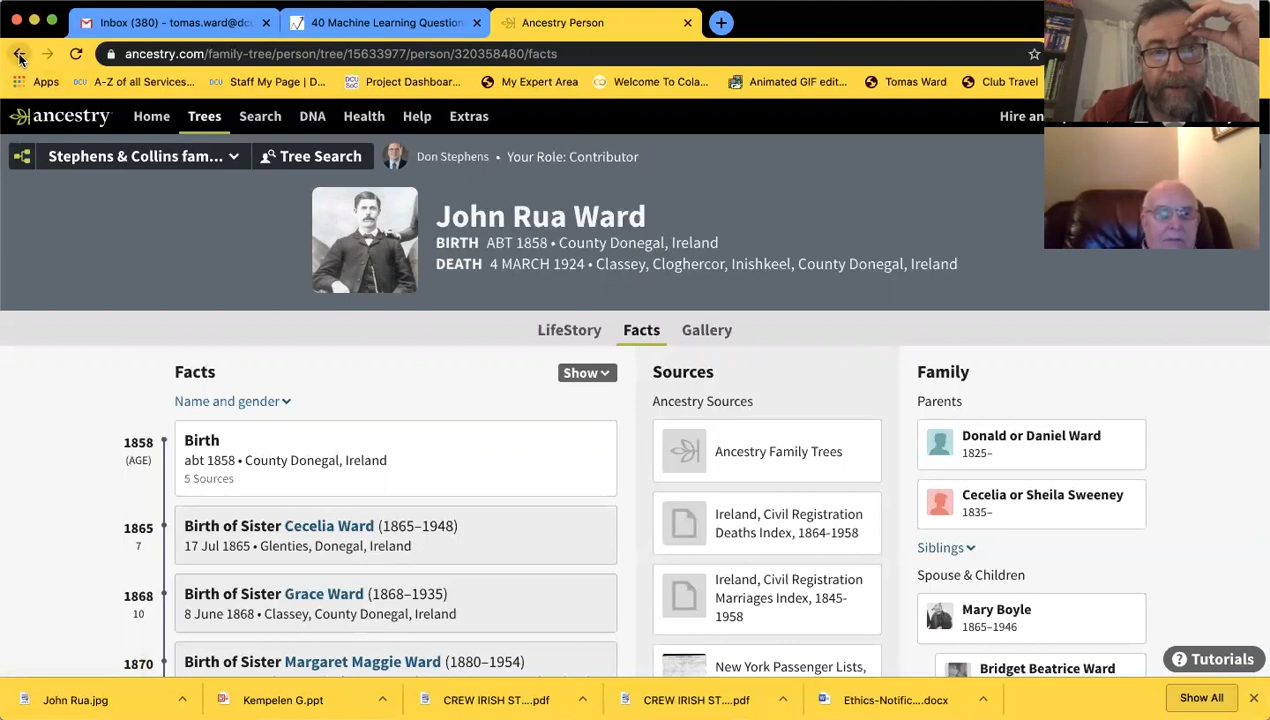 Inbox (380) - tomas.ward@dcu
40 Machine Learning Question
Ancestry Person
ancestry.com/family-tree/person/tree/15633977/person/320358480/facts
Apps
DCU
A-Z of all Services...
DCU
Staff My Page | D...
Project Dashboar...
My Expert Area
Welcome To Cola...
Animated GIF edit...
Tomas Ward
Club Travel
ancestry
Home
Trees
Search
DNA
Health
Help
Extras
Hire an
Stephens & Collins fam...
Tree Search
Don Stephens • Your Role: Contributor
John Rua Ward
BIRTH ABT 1858 • County Donegal, Ireland
DEATH 4 MARCH 1924 • Classey, Cloghercor, Inishkeel, County Donegal, Ireland
LifeStory
Facts
Gallery
Facts
Show
Name and gender
1858
(AGE)
Birth
abt 1858 • County Donegal, Ireland
5 Sources
1865
7
Birth of Sister Cecelia Ward (1865–1948)
17 Jul 1865 • Glenties, Donegal, Ireland
1868
10
Birth of Sister Grace Ward (1868–1935)
8 June 1868 • Classey, County Donegal, Ireland
1870
Birth of Sister Margaret Maggie Ward (1880–1954)
Sources
Ancestry Sources
Ancestry Family Trees
Ireland, Civil Registration
Deaths Index, 1864-1958
Ireland, Civil Registration
Marriages Index, 1845-
1958
New York Passenger Lists,
Family
Parents
Donald or Daniel Ward
1825–
Cecelia or Sheila Sweeney
1835–
Siblings
Spouse & Children
Mary Boyle
1865–1946
Bridget Beatrice Ward
Tutorials
John Rua.jpg
Kempelen G.ppt
CREW IRISH ST....pdf
CREW IRISH ST....pdf
Ethics-Notific....docx
Show All